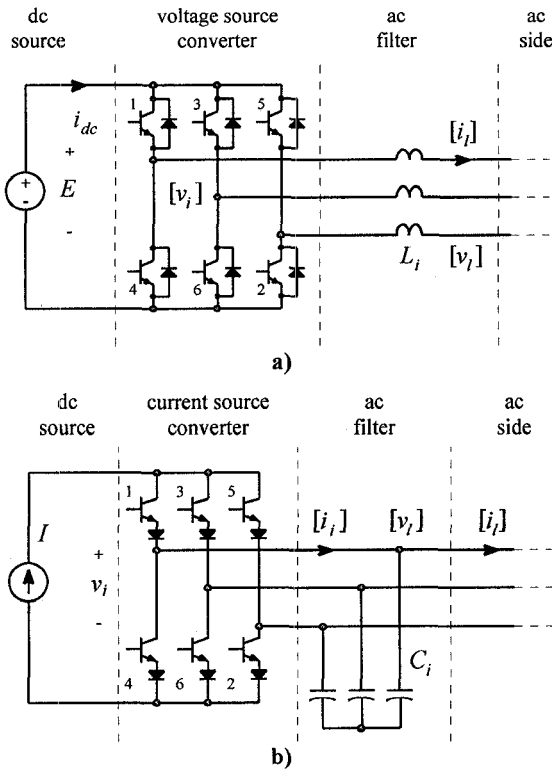 dc source
voltage source converter
ac filter
ac side
1
3
5
i_dc
[i_l]
+
E
-
+
-
[v_i]
L_i
[v_l]
4
6
2
a)
dc source
current source converter
ac filter
ac side
1
3
5
[i_i]
[v_l]
[i_l]
I
+
v_i
-
C_i
4
6
2
b)